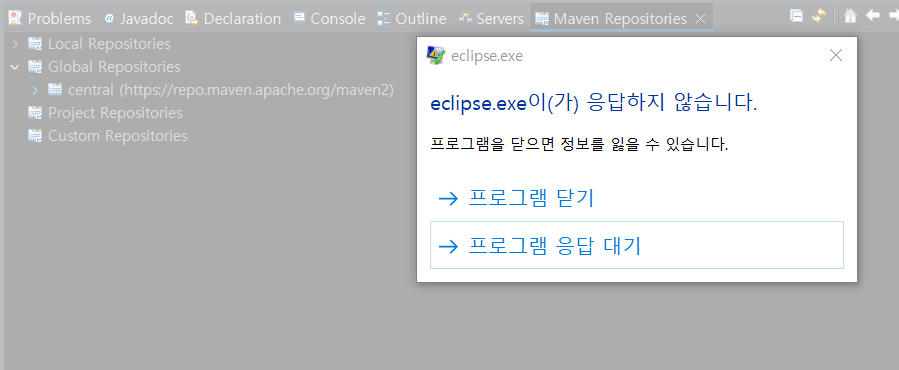 Problems @ Javadoc Declaration Console Outline Servers Maven Repositories
Local Repositories
Global Repositories
central (https://repo.maven.apache.org/maven2)
Project Repositories
Custom Repositories
eclipse.exe
eclipse.exe이(가) 응답하지 않습니다.
프로그램을 닫으면 정보를 잃을 수 있습니다.
프로그램 닫기
프로그램 응답 대기